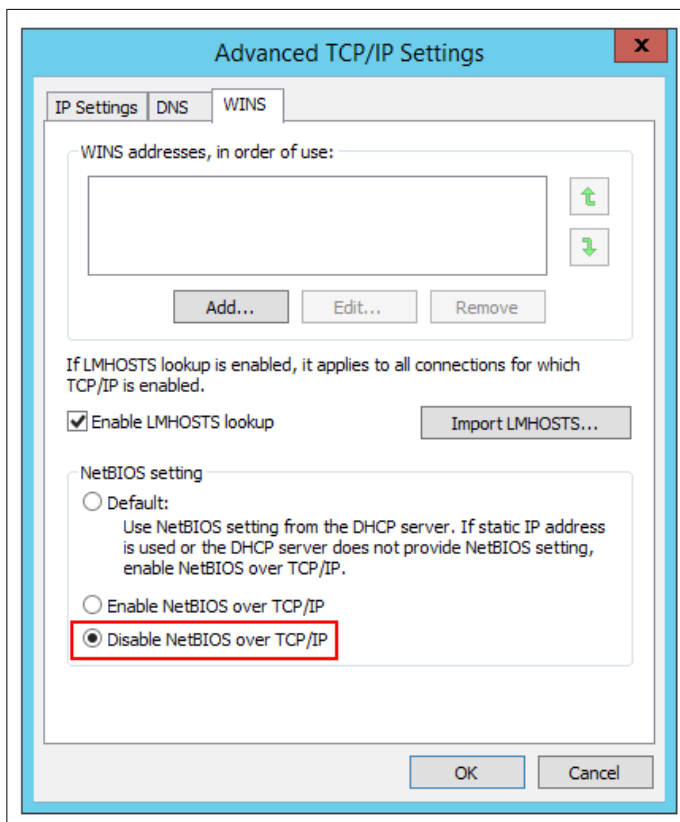 Advanced TCP/IP Settings
x
IP Settings DNS WINS
WINS addresses, in order of use:
Add... Edit... Remove
If LMHOSTS lookup is enabled, it applies to all connections for which
TCP/IP is enabled.
Enable LMHOSTS lookup Import LMHOSTS...
NetBIOS setting
Default:
Use NetBIOS setting from the DHCP server. If static IP address
is used or the DHCP server does not provide NetBIOS setting,
enable NetBIOS over TCP/IP.
Enable NetBIOS over TCP/IP
Disable NetBIOS over TCP/IP
OK Cancel